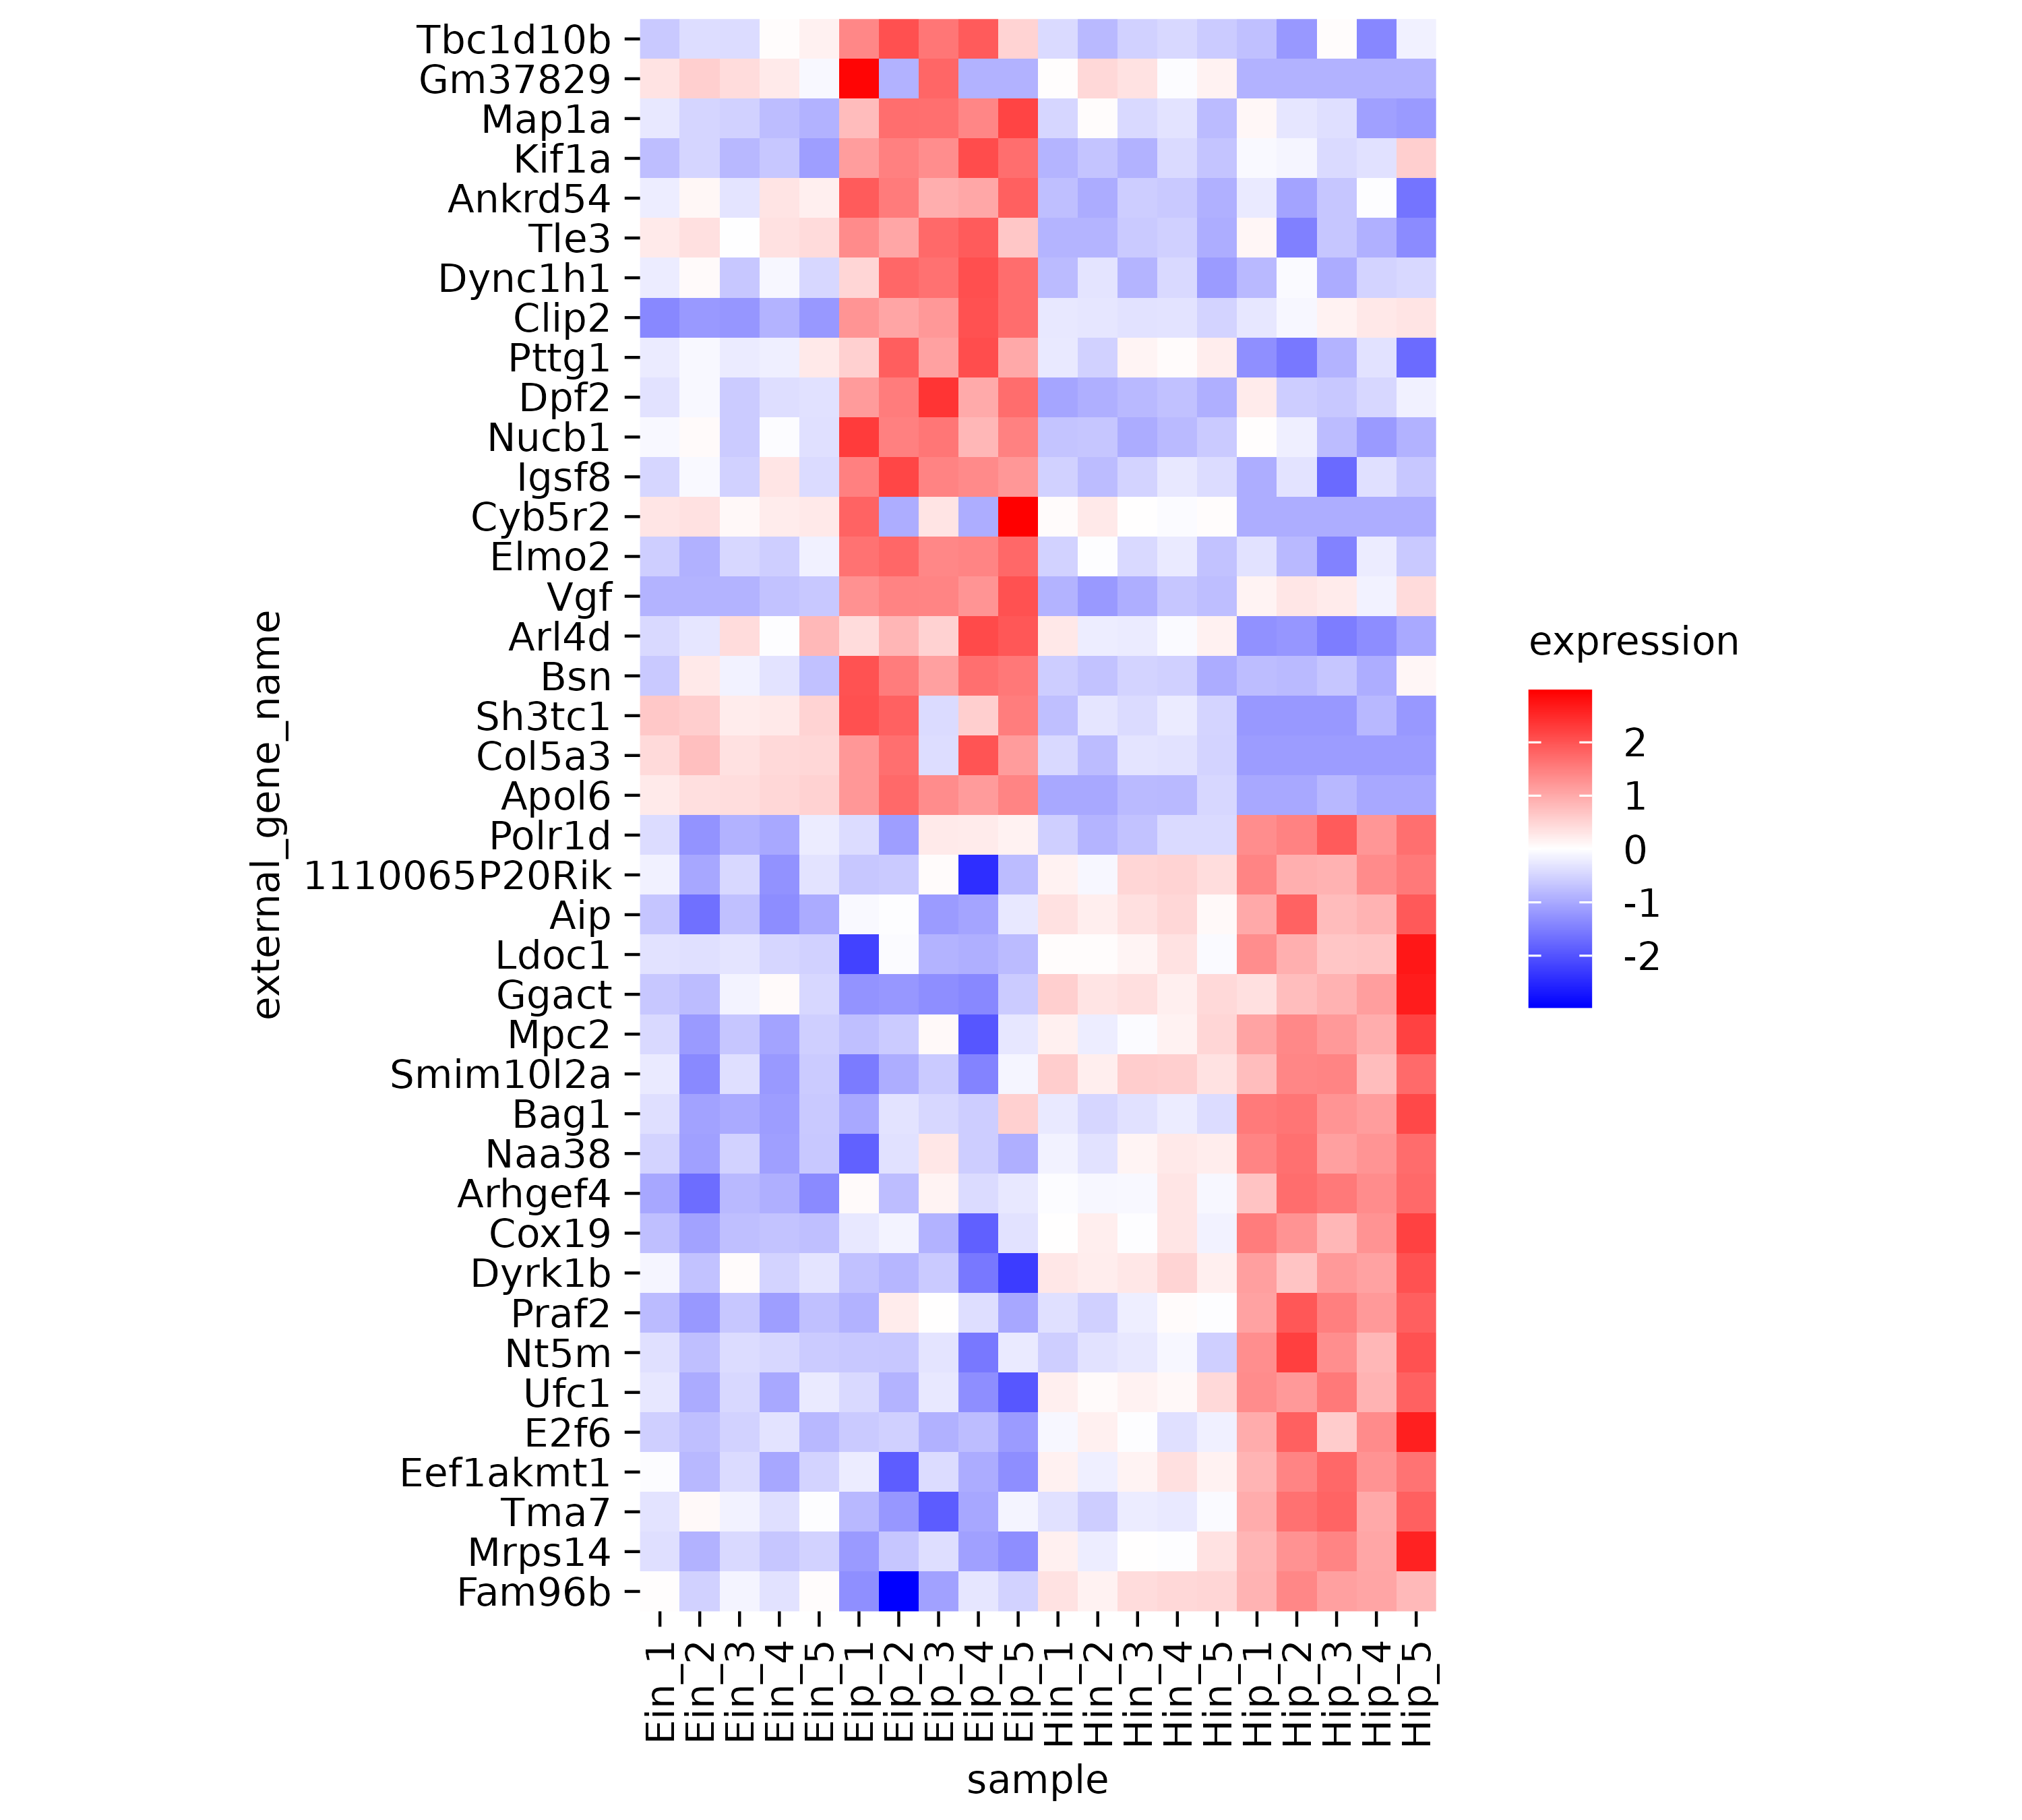 Tbc1d10b
Gm37829
Map1a
Kif1a
Ankrd54
Tle3
Dync1h1
Clip2
Pttg1
Dpf2
Nucb1
Igsf8
Cyb5r2
Elmo2
Vgf
Arl4d
Bsn
Sh3tc1
Col5a3
Apol6
Polr1d
1110065P20Rik
Aip
Ldoc1
Ggact
Mpc2
Smim10l2a
Bag1
Naa38
Arhgef4
Cox19
Dyrk1b
Praf2
Nt5m
Ufc1
E2f6
Eef1akmt1
Tma7
Mrps14
Fam96b
external_gene_name
Ein_1
Ein_2
Ein_3
Ein_4
Ein_5
Eip_1
Eip_2
Eip_3
Eip_4
Eip_5
Hin_1
Hin_2
Hin_3
Hin_4
Hin_5
Hip_1
Hip_2
Hip_3
Hip_4
Hip_5
sample
expression
2
1
0
-1
-2